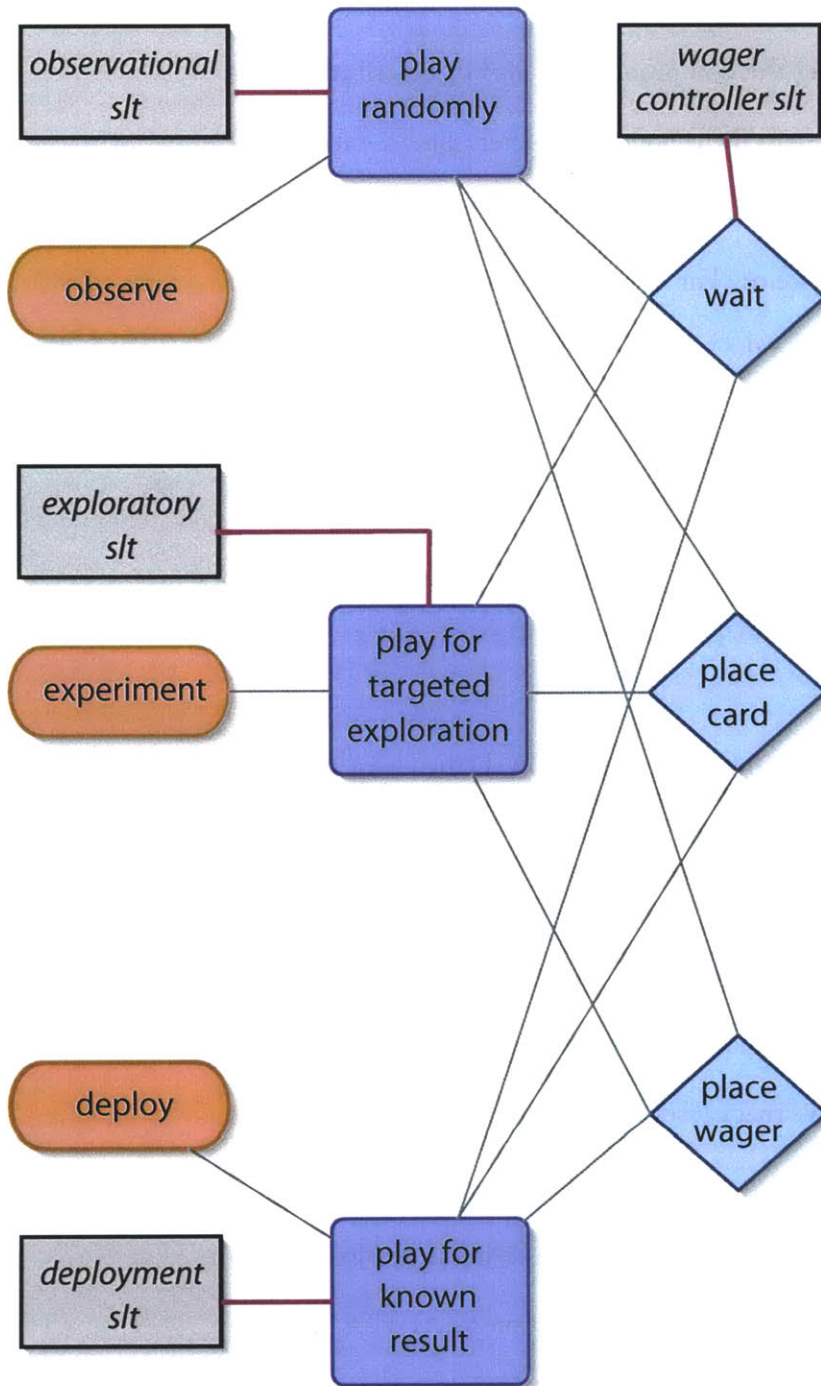 observational
slt
play
randomly
wager
controller slt
observe
wait
exploratory
slt
experiment
play for
targeted
exploration
place
card
deploy
place
wager
deployment
slt
play for
known
result